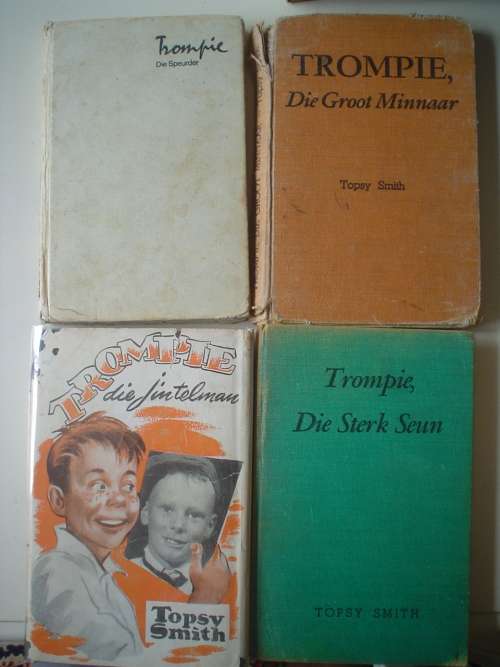 Trompie
Die Speurder
TROMPIE,
Die Groot Minnaar
Topsy Smith
TROMPIE
die jintelman
Topsy
Smith
Trompie,
Die Sterk Seun
TOPSY SMITH